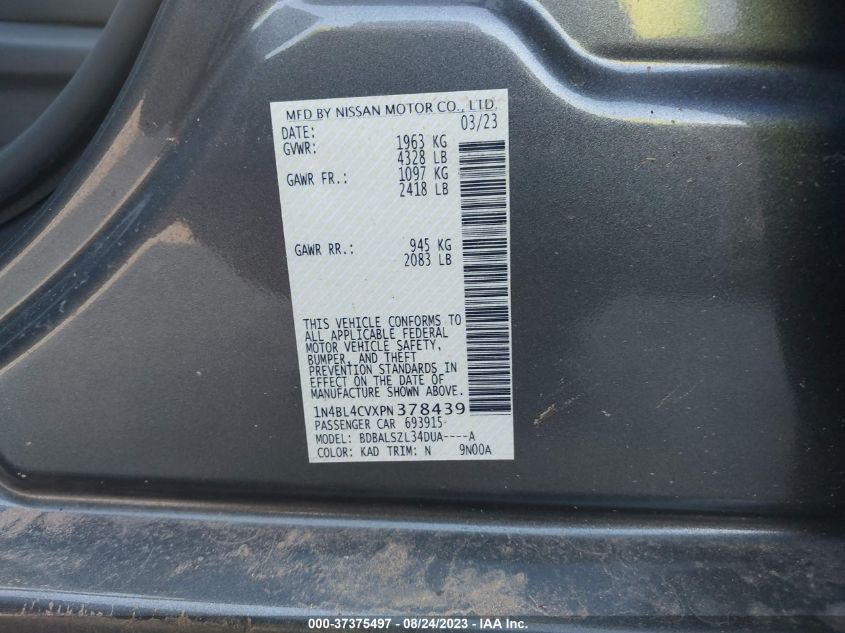 MFD BY NISSAN MOTOR CO., LTD.
DATE: 03/23
GVWR: 1963 KG
4328 LB
GAWR FR.: 1097 KG
2418 LB
GAWR RR.: 945 KG
2083 LB
THIS VEHICLE CONFORMS TO
ALL APPLICABLE FEDERAL
MOTOR VEHICLE SAFETY,
BUMPER, AND THEFT
PREVENTION STANDARDS IN
EFFECT ON THE DATE OF
MANUFACTURE SHOWN ABOVE.
1N4BL4CVXPN378439
PASSENGER CAR 693915
MODEL: BDBALSZL34DUA----A
COLOR: KAD TRIM: N 9N00A
000-37375497 - 08/24/2023 - IAA Inc.